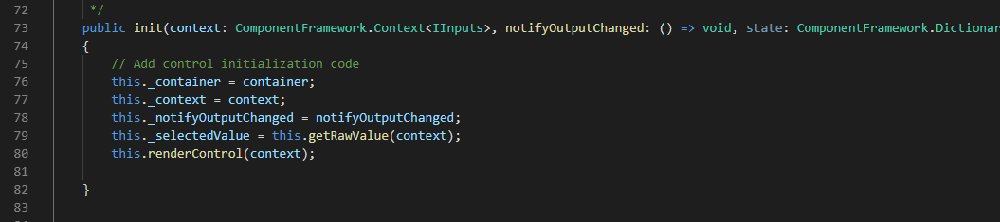 72 */
73 public init(context: ComponentFramework.Context<IInputs>, notifyOutputChanged: () => void, state: ComponentFramework.Dictionar
74 {
75 // Add control initialization code
76 this._container = container;
77 this._context = context;
78 this._notifyOutputChanged = notifyOutputChanged;
79 this._selectedValue = this.getRawValue(context);
80 this.renderControl(context);
81
82 }
83